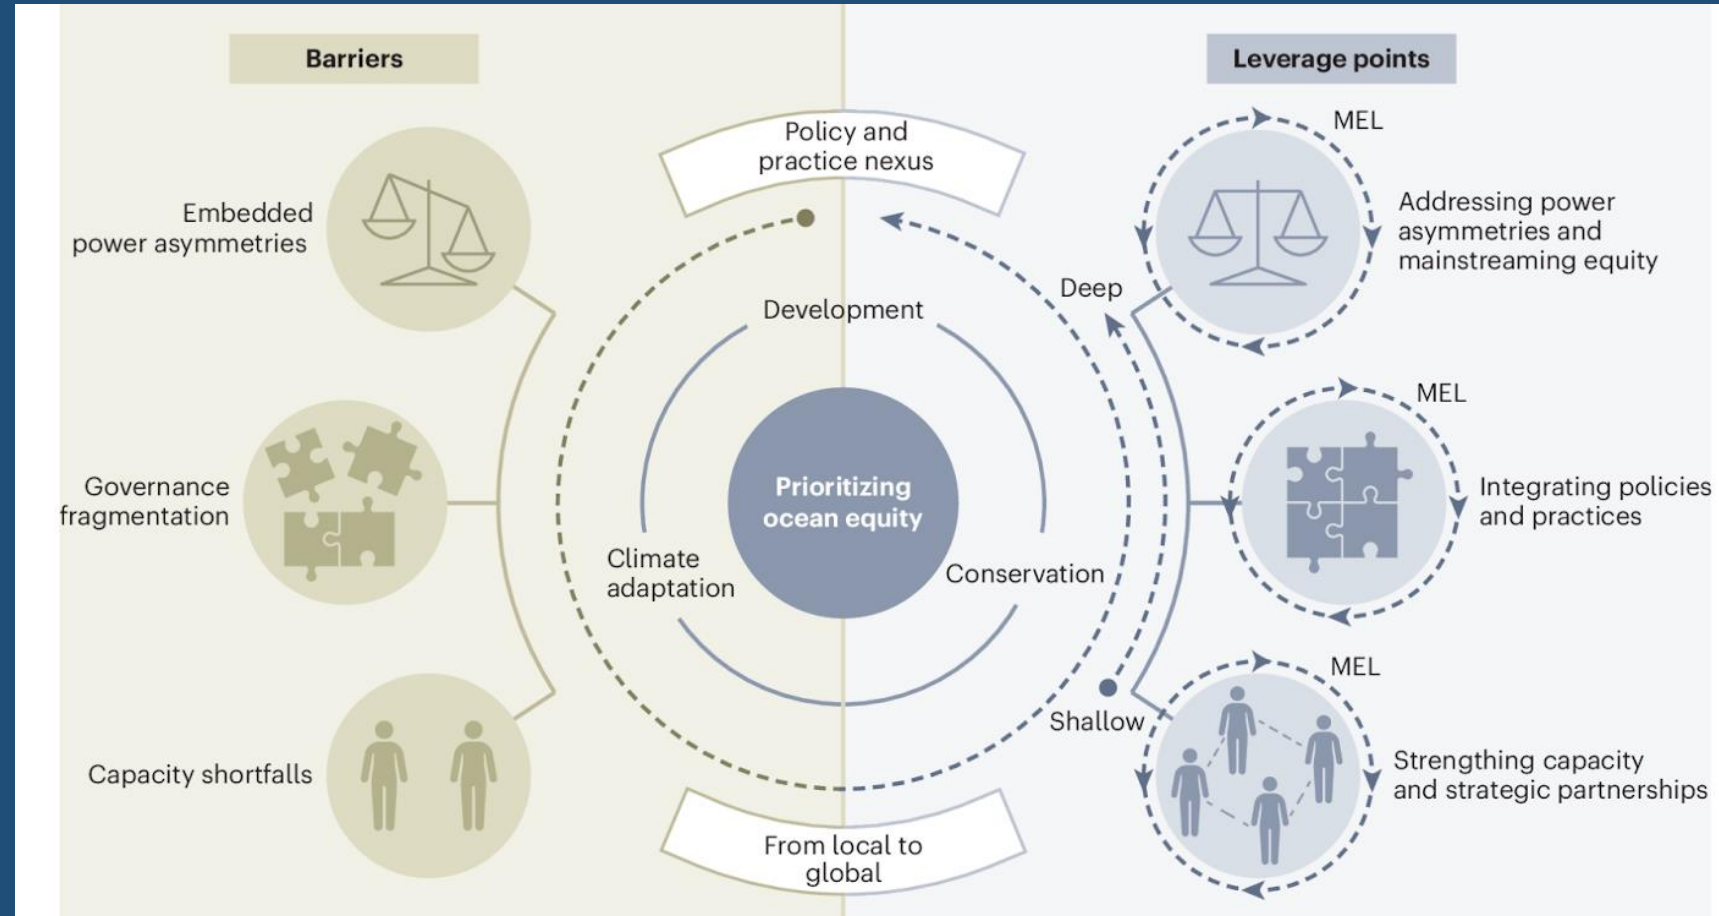 Barriers
Embedded
power asymmetries
Governance
fragmentation
Capacity shortfalls
Policy and
practice nexus
Development
Prioritizing
ocean equity
Climate
adaptation
Conservation
From local to
global
Leverage points
Deep
Shallow
MEL
Addressing power
asymmetries and
mainstreaming equity
MEL
Integrating policies
and practices
MEL
Strengthing capacity
and strategic partnerships